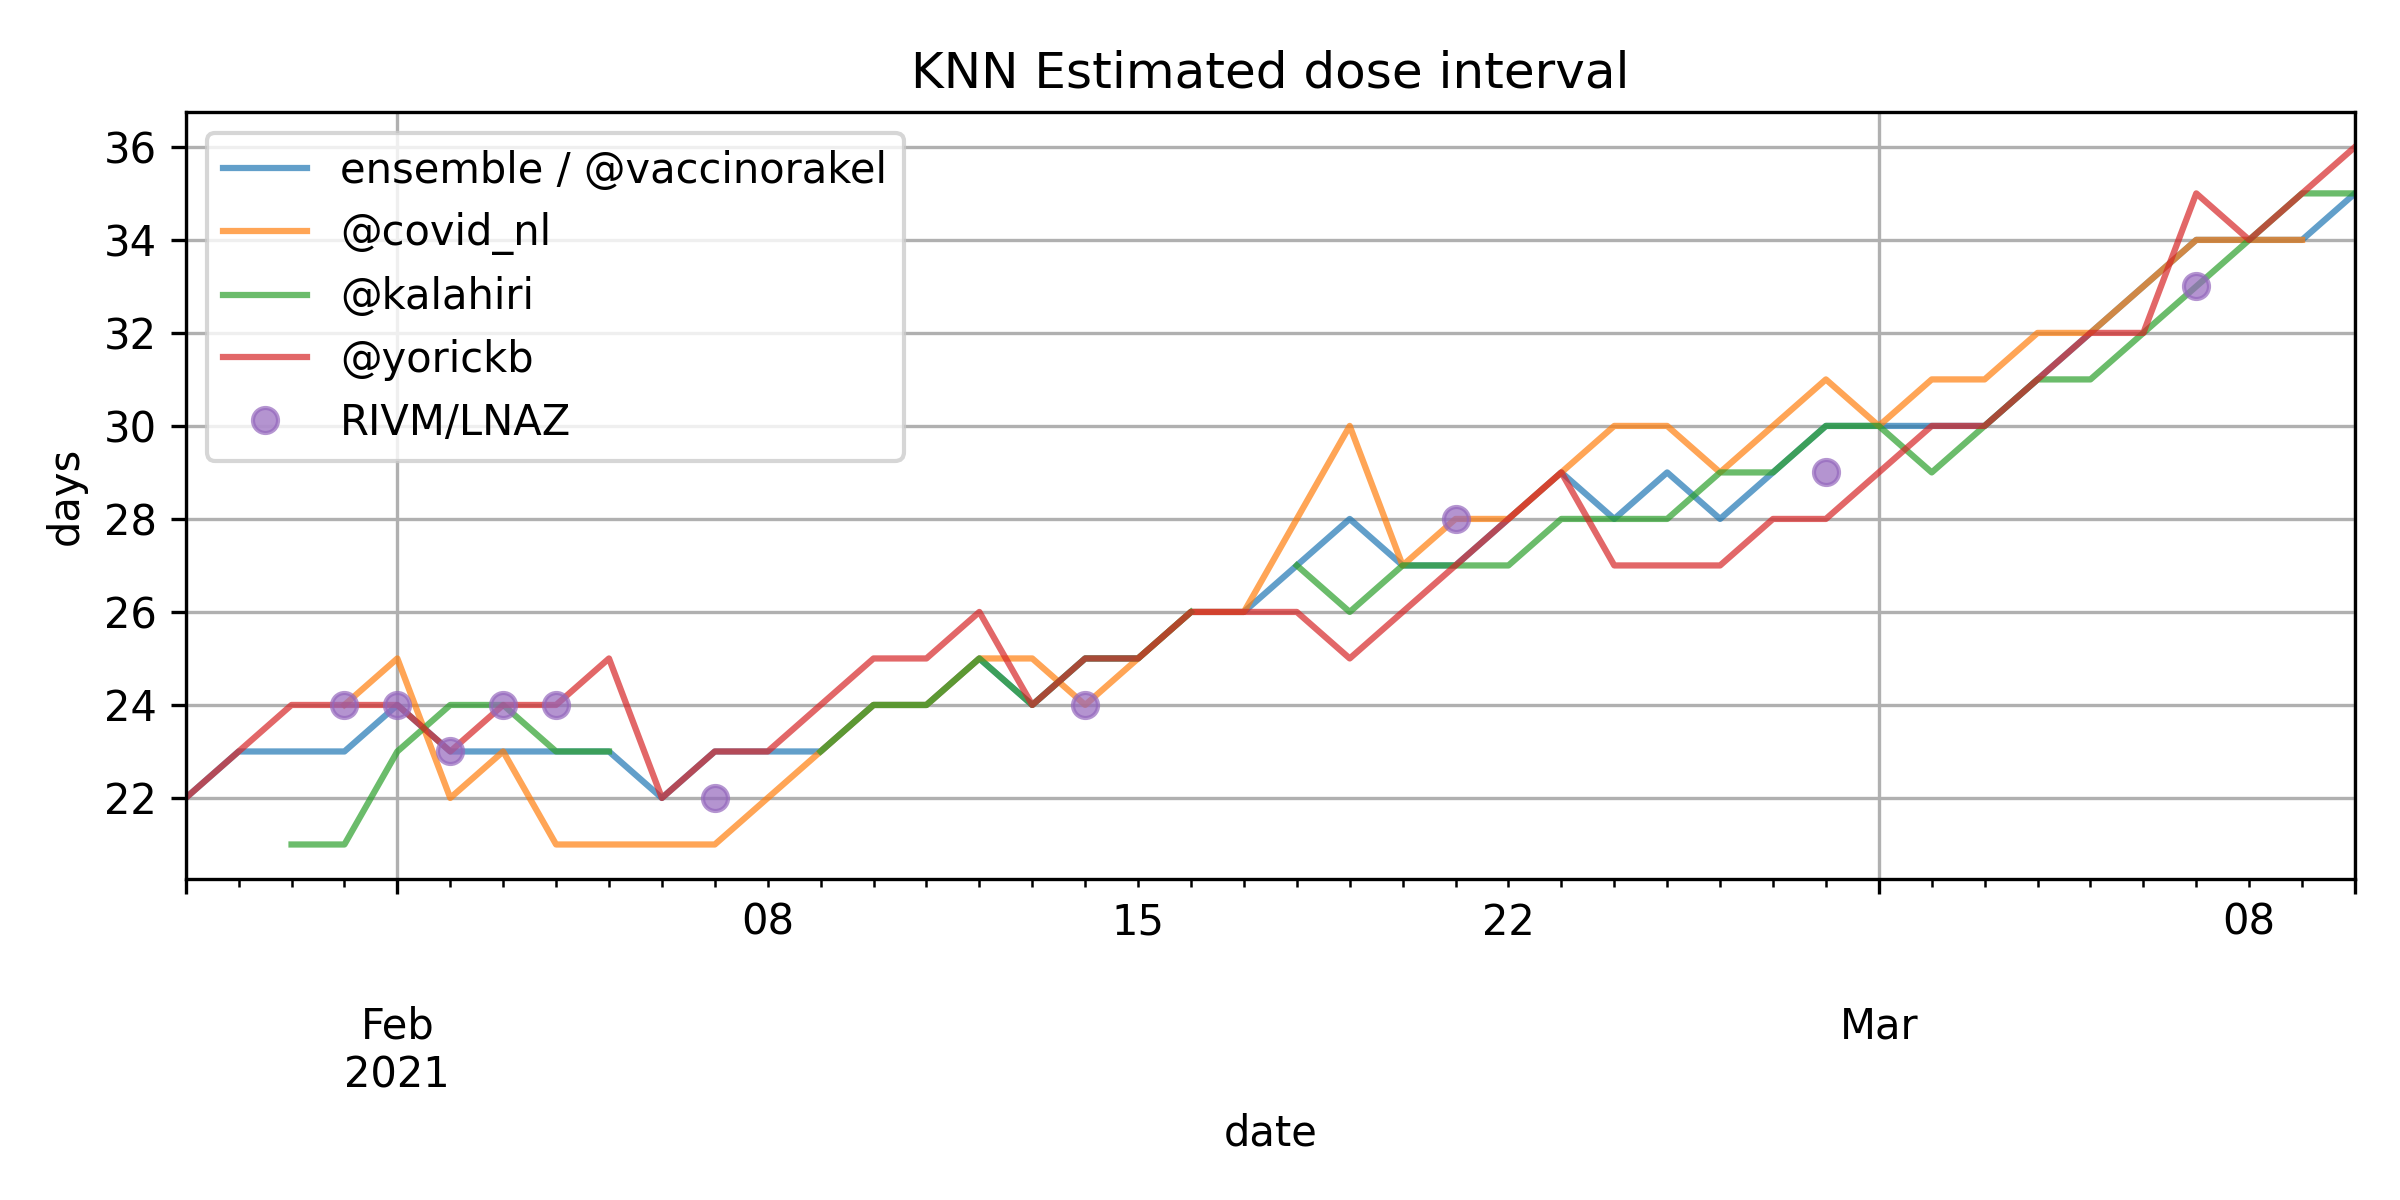 KNN Estimated dose interval
ensemble / @vaccinorakel
@covid_nl
@kalahiri
@yorickb
RIVM/LNAZ
36
34
32
30
28
26
24
22
days
08
15
22
08
Feb
2021
Mar
date